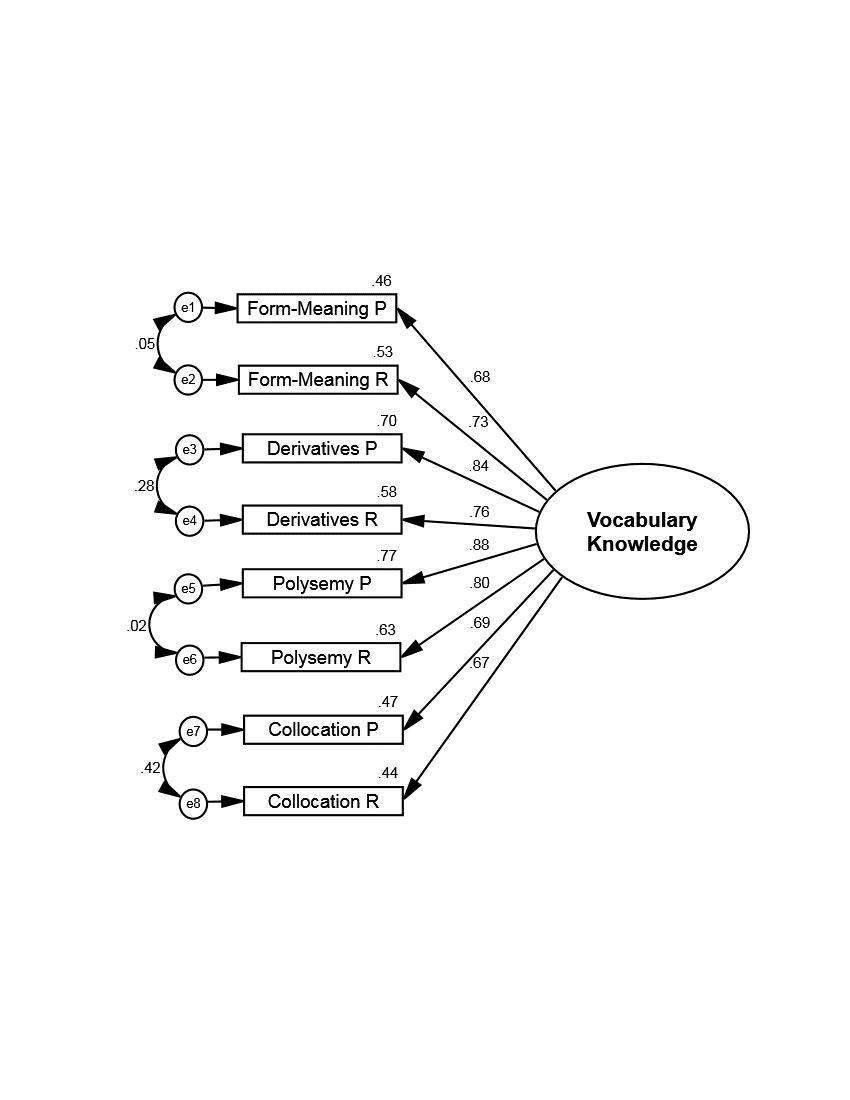 .46
e1
Form-Meaning P
.05
.53
e2
Form-Meaning R
.68
.70
.73
e3
Derivatives P
.84
.28
.58
e4
Derivatives R
.76
Vocabulary
Knowledge
.77
.88
e5
Polysemy P
.80
.02
.63
.69
e6
Polysemy R
.67
.47
e7
Collocation P
.42
.44
e8
Collocation R